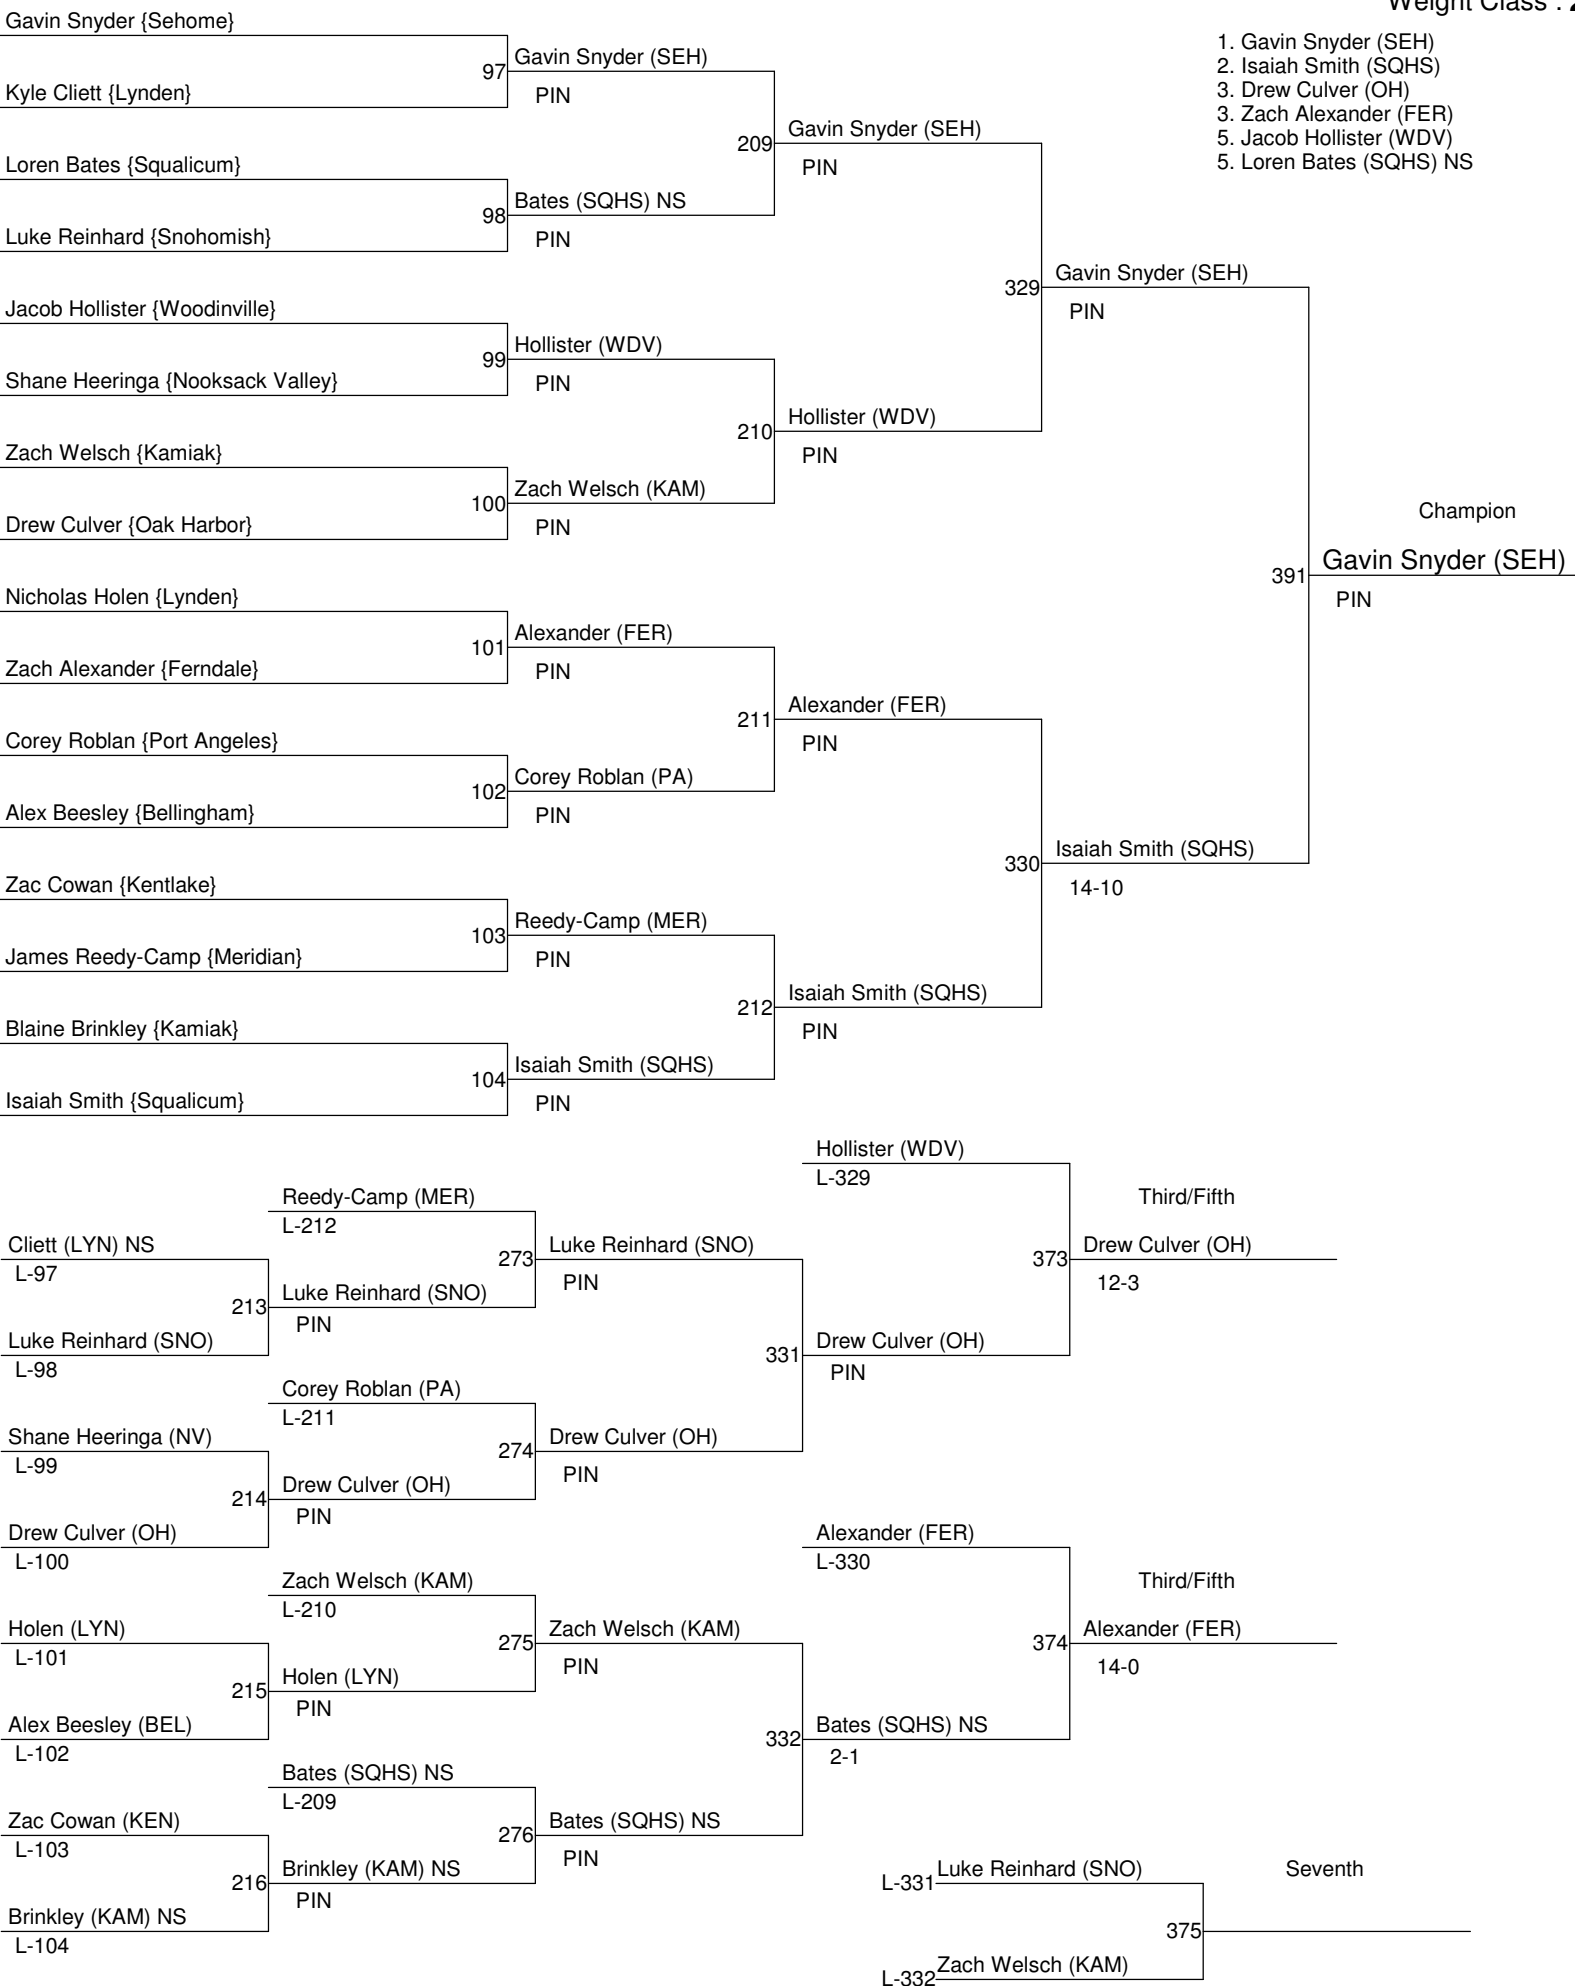 Weight Class :
1. Gavin Snyder (SEH)
2. Isaiah Smith (SQHS)
3. Drew Culver (OH)
3. Zach Alexander (FER)
5. Jacob Hollister (WDV)
5. Loren Bates (SQHS) NS
Gavin Snyder {Sehome}
Kyle Cliett {Lynden}
Loren Bates {Squalicum}
Luke Reinhard {Snohomish}
Jacob Hollister {Woodinville}
Shane Heeringa {Nooksack Valley}
Zach Welsch {Kamiak}
Drew Culver {Oak Harbor}
Nicholas Holen {Lynden}
Zach Alexander {Ferndale}
Corey Roblan {Port Angeles}
Alex Beesley {Bellingham}
Zac Cowan {Kentlake}
James Reedy-Camp {Meridian}
Blaine Brinkley {Kamiak}
Isaiah Smith {Squalicum}
97 Gavin Snyder (SEH)
PIN
98 Bates (SQHS) NS
PIN
99 Hollister (WDV)
PIN
100 Zach Welsch (KAM)
PIN
101 Alexander (FER)
PIN
102 Corey Roblan (PA)
PIN
103 Reedy-Camp (MER)
PIN
104 Isaiah Smith (SQHS)
PIN
209 Gavin Snyder (SEH)
PIN
210 Hollister (WDV)
PIN
211 Alexander (FER)
PIN
212 Isaiah Smith (SQHS)
PIN
329 Gavin Snyder (SEH)
PIN
330 Isaiah Smith (SQHS)
14-10
Champion
391 Gavin Snyder (SEH)
PIN
Cliett (LYN) NS
L-97
Luke Reinhard (SNO)
L-98
Shane Heeringa (NV)
L-99
Drew Culver (OH)
L-100
Holen (LYN)
L-101
Alex Beesley (BEL)
L-102
Zac Cowan (KEN)
L-103
Brinkley (KAM) NS
L-104
Reedy-Camp (MER)
L-212
213 Luke Reinhard (SNO)
PIN
Corey Roblan (PA)
L-211
214 Drew Culver (OH)
PIN
Zach Welsch (KAM)
L-210
215 Holen (LYN)
PIN
Bates (SQHS) NS
L-209
216 Brinkley (KAM) NS
PIN
273 Luke Reinhard (SNO)
PIN
274 Drew Culver (OH)
PIN
275 Zach Welsch (KAM)
PIN
276 Bates (SQHS) NS
PIN
Hollister (WDV)
L-329
331 Drew Culver (OH)
PIN
Alexander (FER)
L-330
332 Bates (SQHS) NS
2-1
Third/Fifth
373 Drew Culver (OH)
12-3
Third/Fifth
374 Alexander (FER)
14-0
L-331 Luke Reinhard (SNO)
Seventh
375
L-332 Zach Welsch (KAM)